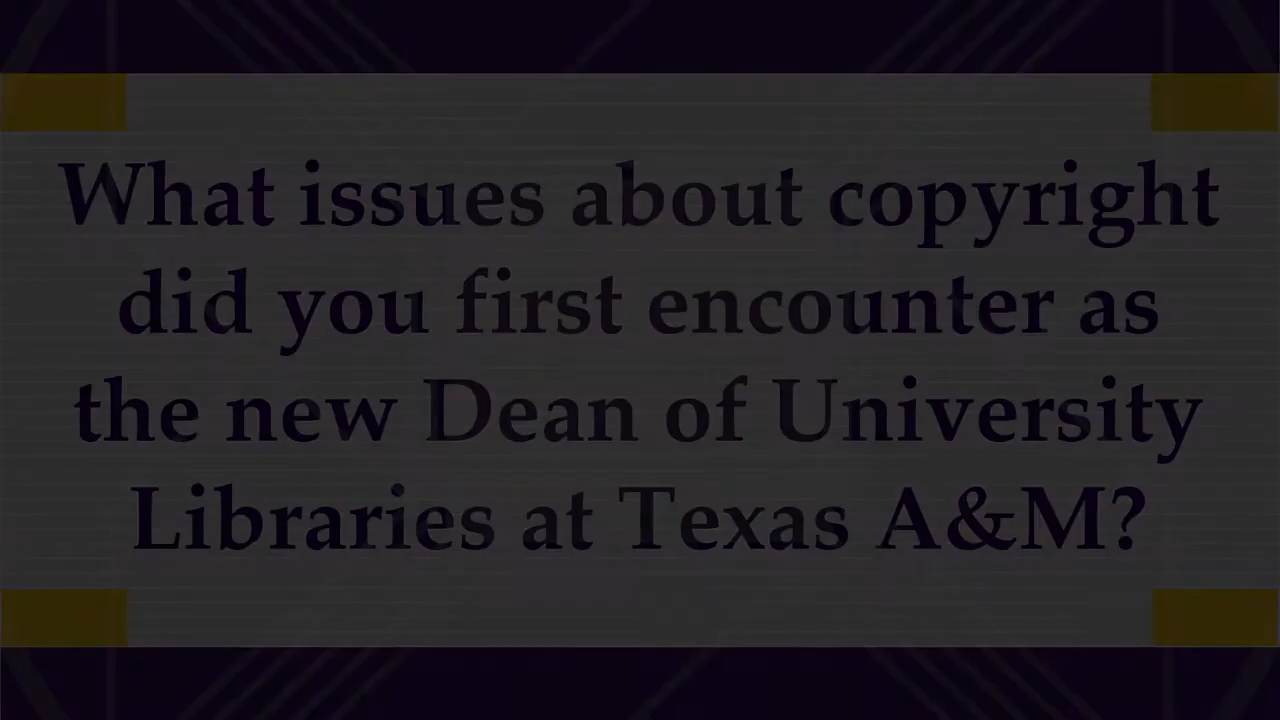 What issues about copyright
did you first encounter as
the new Dean of University
Libraries at Texas A&M?